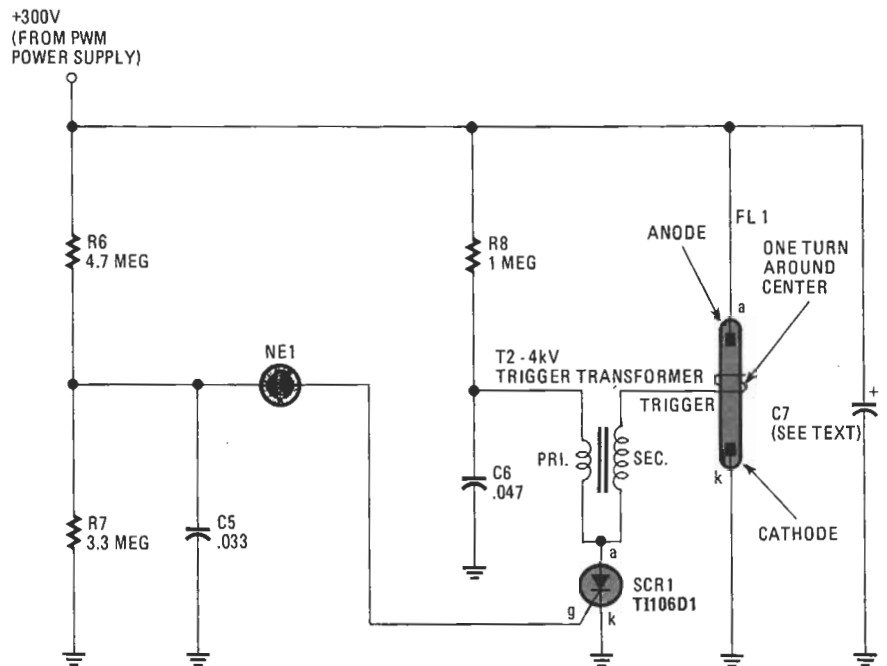 +300V
(FROM PWM
POWER SUPPLY)
R6
4.7 MEG
R8
1 MEG
FL 1
ANODE
ONE TURN
AROUND
CENTER
a
NE1
T2 - 4kV
TRIGGER TRANSFORMER
TRIGGER
+
C7
(SEE TEXT)
PRI.
SEC.
k
C6
.047
R7
3.3 MEG
C5
.033
CATHODE
a
SCR1
TI106D1
g
k